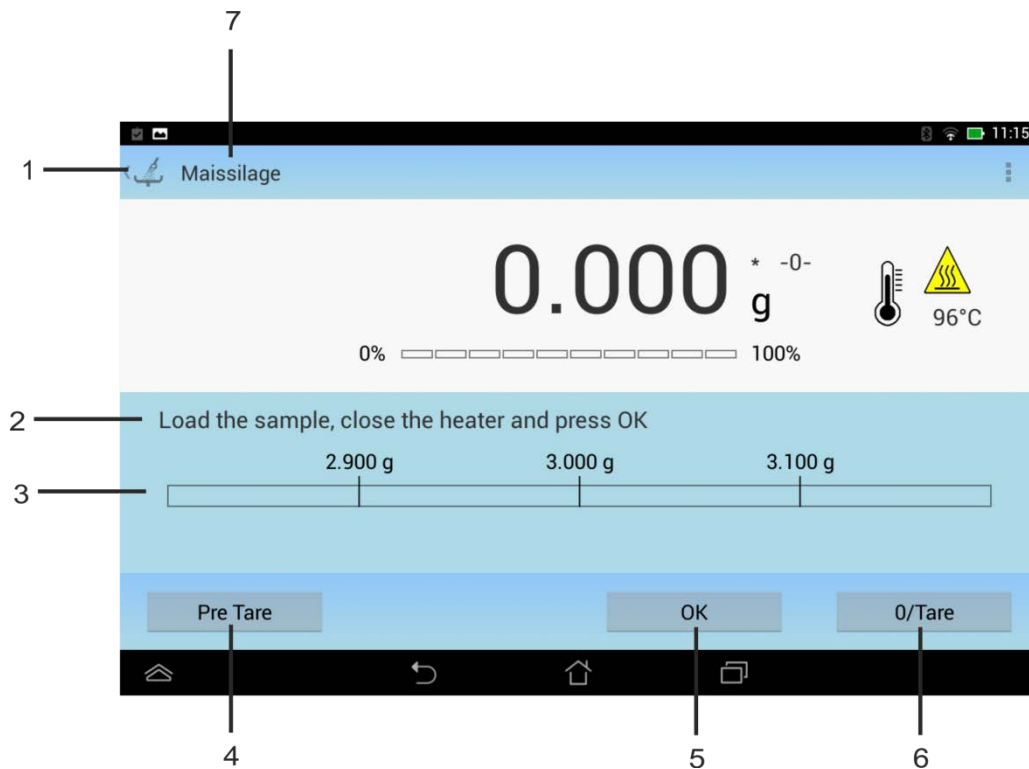 7
11:15
1
Maissilage
0.000 * -0-
g
96°C
0% 100%
2
Load the sample, close the heater and press OK
2.900 g 3.000 g 3.100 g
3
Pre Tare OK 0/Tare
4 5 6